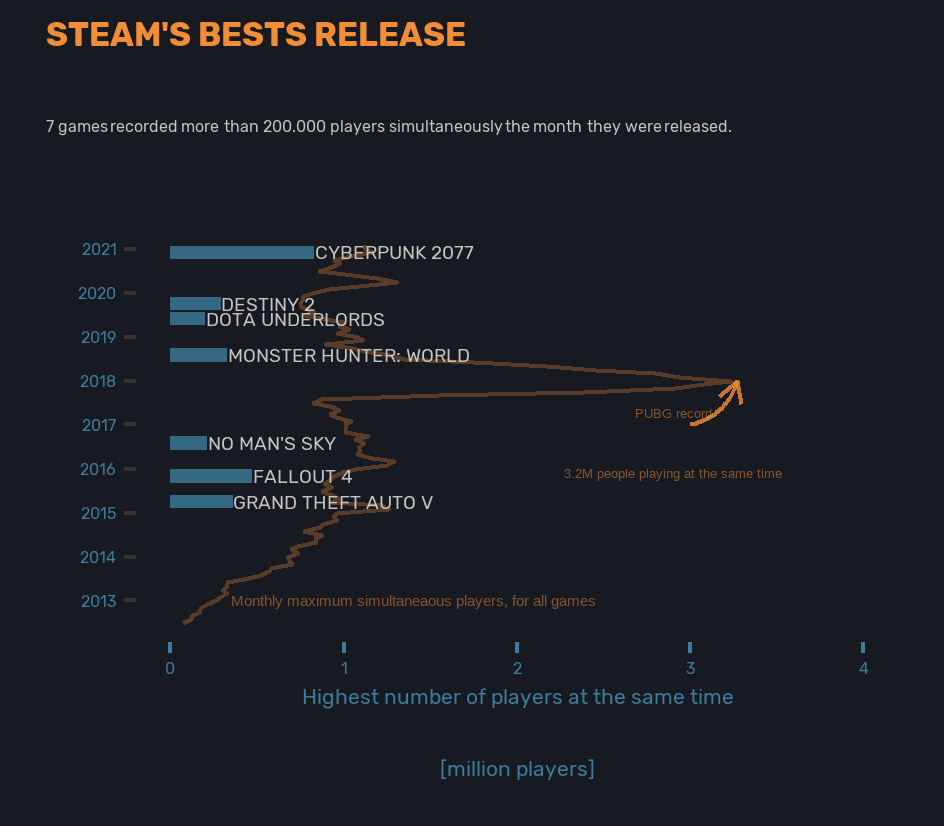 STEAM'S BESTS RELEASE
7 games recorded more than 200.000 players simultaneously the month they were released.
2021
CYBERPUNK 2077
2020
DESTINY 2
DOTA UNDERLORDS
2019
MONSTER HUNTER: WORLD
2018
PUBG record
2017
NO MAN'S SKY
2016
3.2M people playing at the same time
FALLOUT 4
GRAND THEFT AUTO V
2015
2014
2013
Monthly maximum simultaneaous players, for all games
0 1 2 3 4
Highest number of players at the same time
[million players]